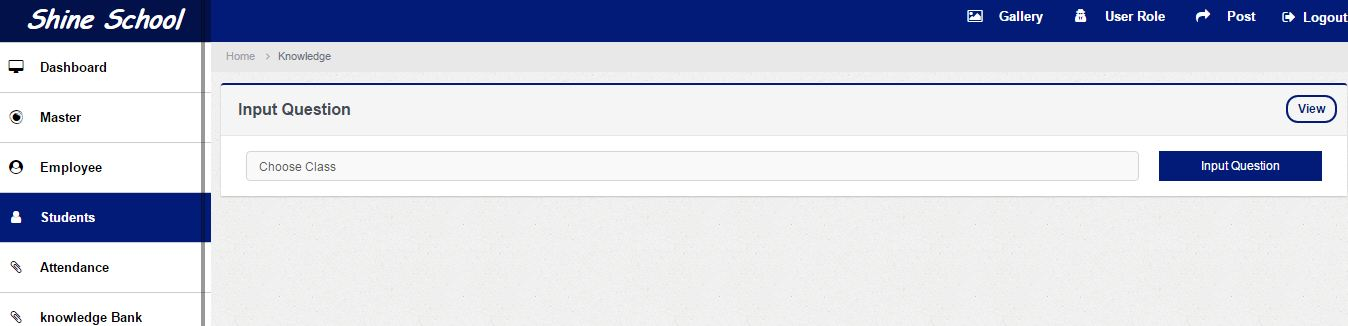 Shine School
Gallery User Role Post Logout
Home > Knowledge
Dashboard
Master
Employee
Students
Attendance
knowledge Bank
Input Question
View
Choose Class
Input Question